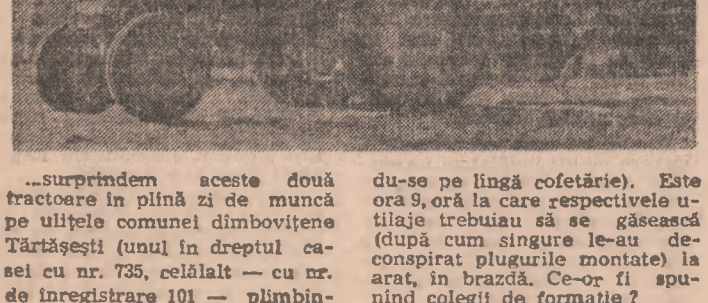 ...surprindem aceste două
tractoare în plină zi de muncă
pe ulițele comunei dîmbovițene
Tărtășești (unul în dreptul ca-
sei cu nr. 735, celălalt — cu nr.
de înregistrare 101 — plimbîn-
du-se pe lîngă cofetărie). Este
ora 9, oră la care respectivele u-
tilaje trebuiau să se găsească
(după cum singure le-au de-
conspirat plugurile montate) la
arat, în brazdă. Ce-or fi spu-
nînd colegii de formație ?